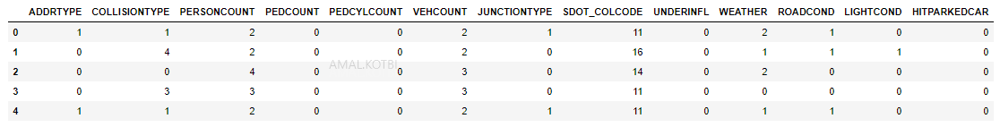 ADDRTYPE COLLISIONTYPE PERSONCOUNT PEDCOUNT PEDCYLCOUNT VEHCOUNT JUNCTIONTYPE SDOT_COLCODE UNDERINFL WEATHER ROADCOND LIGHTCOND HITPARKEDCAR
0 1 1 2 0 0 2 1 11 0 2 1 0 0
1 0 4 2 0 0 2 0 16 0 1 1 1 0
AMAL.KOTBI
2 0 0 4 0 0 3 0 14 0 2 0 0 0
3 0 3 3 0 0 3 0 11 0 0 0 0 0
4 1 1 2 0 0 2 1 11 0 1 1 0 0